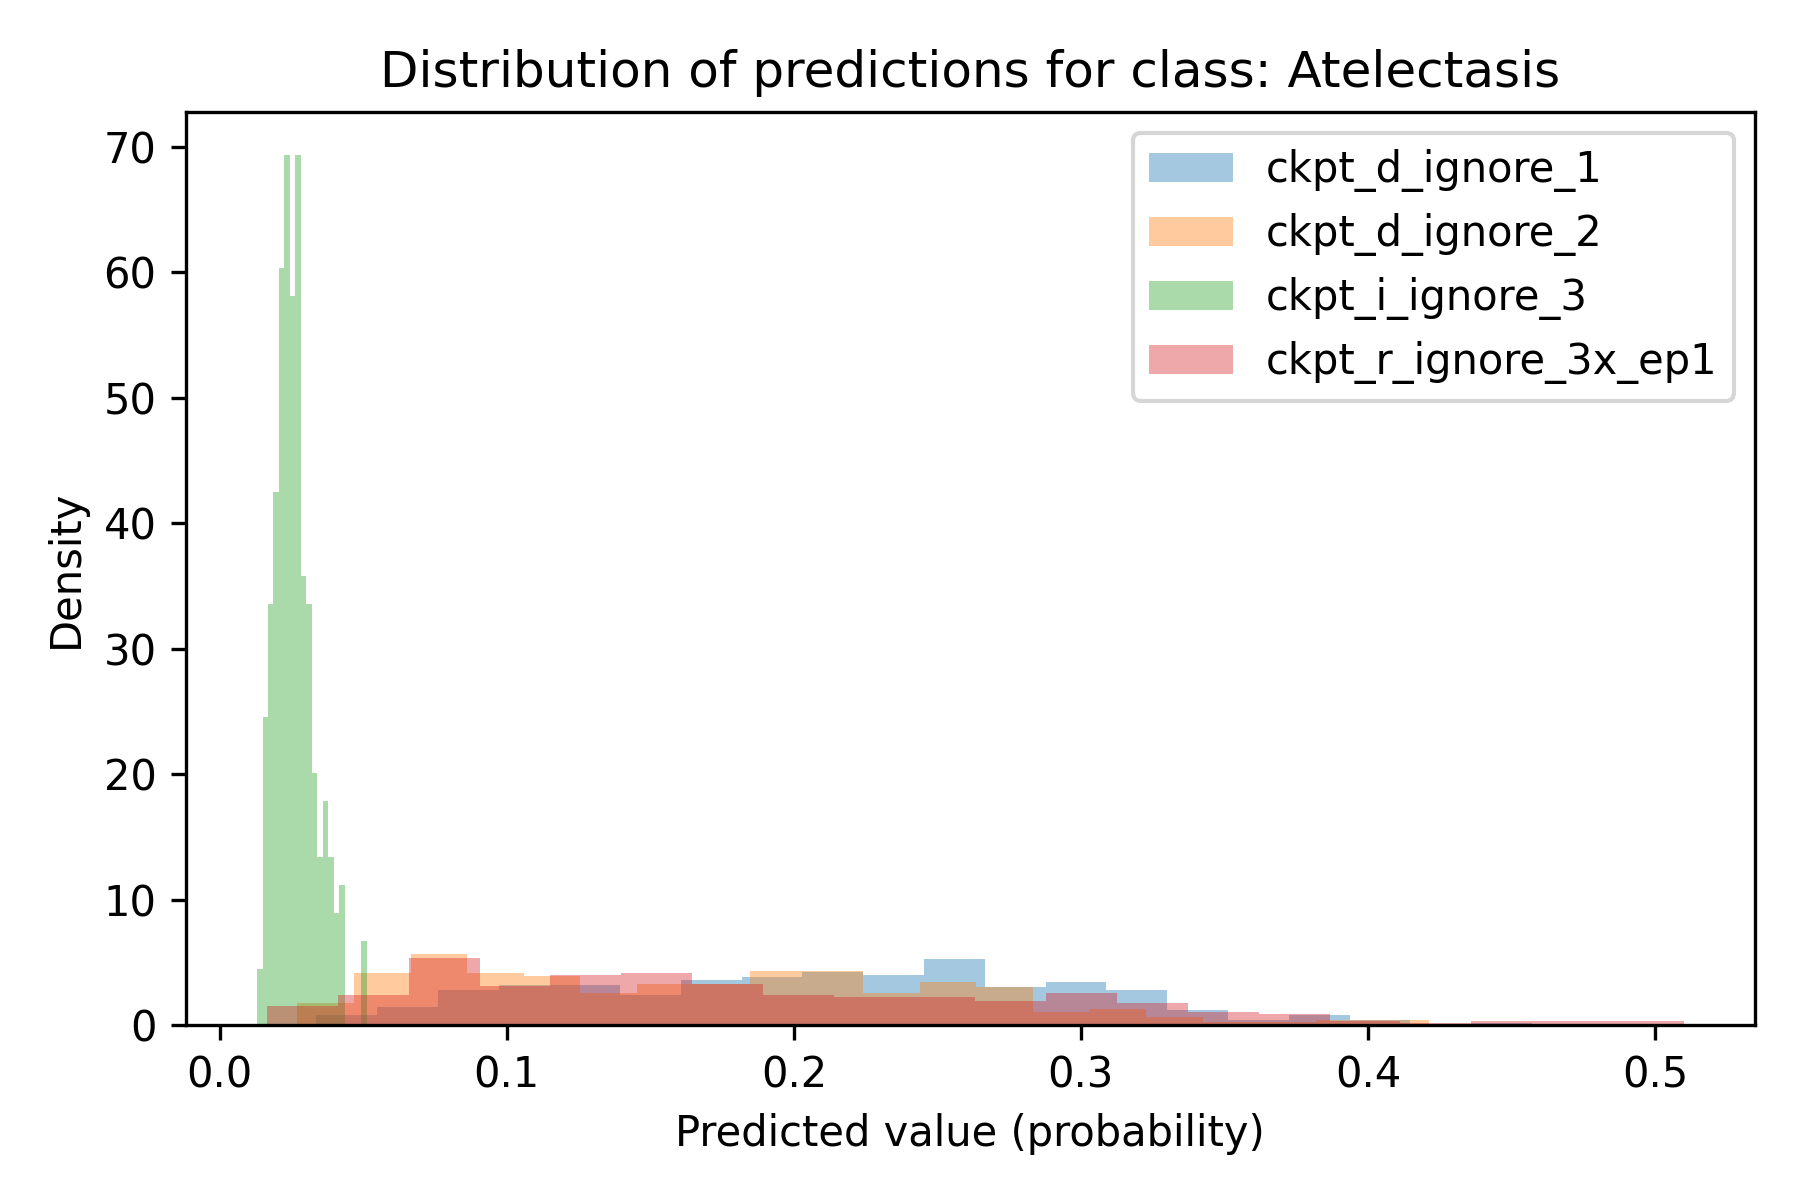 Distribution of predictions for class: Atelectasis
70
60
50
40
30
20
10
0
Density
ckpt_d_ignore_1
ckpt_d_ignore_2
ckpt_i_ignore_3
ckpt_r_ignore_3x_ep1
0.0 0.1 0.2 0.3 0.4 0.5
Predicted value (probability)